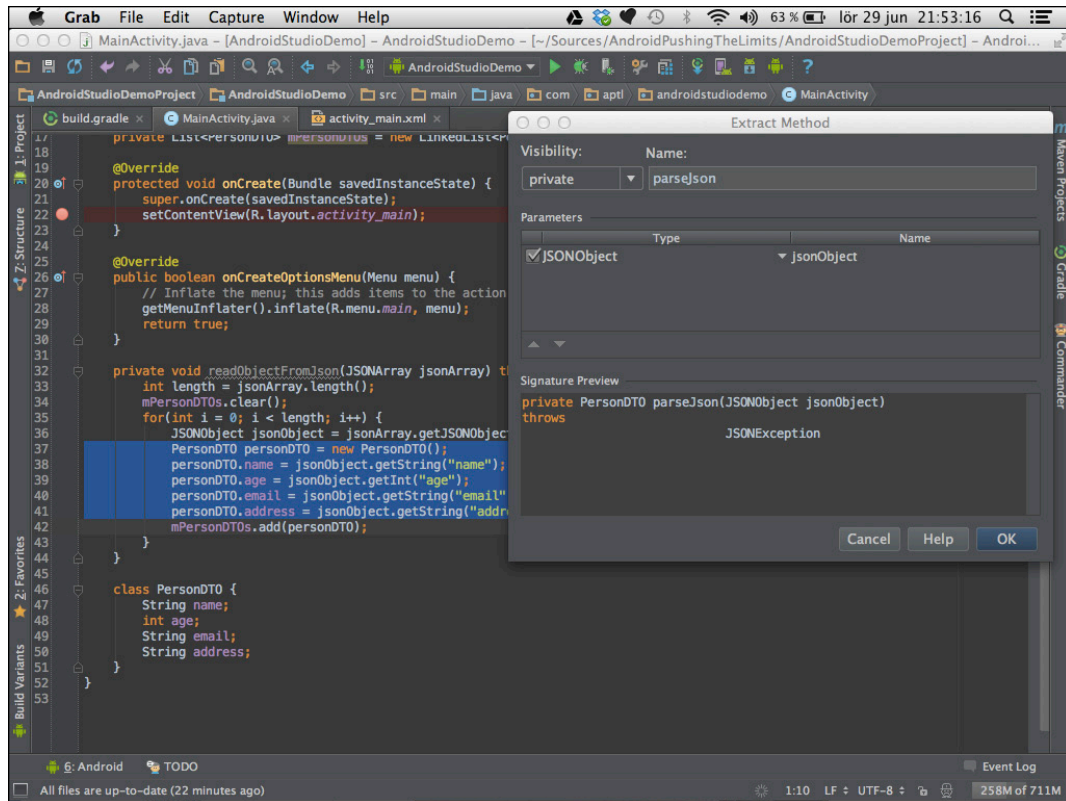 Grab File Edit Capture Window Help 63 % lör 29 jun 21:53:16
MainActivity.java – [AndroidStudioDemo] – AndroidStudioDemo – [~/Sources/AndroidPushingTheLimits/AndroidStudioDemoProject] – Androi...
AndroidStudioDemo
AndroidStudioDemoProject AndroidStudioDemo src main java com aptl androidstudiodemo MainActivity
build.gradle MainActivity.java activity_main.xml
1: Project
Z: Structure
2: Favorites
Build Variants
17 private List<PersonDTO> mPersonDTOs = new LinkedList<P
18
19 @Override
20 protected void onCreate(Bundle savedInstanceState) {
21 super.onCreate(savedInstanceState);
22 setContentView(R.layout.activity_main);
23 }
24
25 @Override
26 public boolean onCreateOptionsMenu(Menu menu) {
27 // Inflate the menu; this adds items to the action
28 getMenuInflater().inflate(R.menu.main, menu);
29 return true;
30 }
31
32 private void readObjectFromJson(JSONArray jsonArray) th
33 int length = jsonArray.length();
34 mPersonDTOs.clear();
35 for(int i = 0; i < length; i++) {
36 JSONObject jsonObject = jsonArray.getJSONObjec
37 PersonDTO personDTO = new PersonDTO();
38 personDTO.name = jsonObject.getString("name");
39 personDTO.age = jsonObject.getInt("age");
40 personDTO.email = jsonObject.getString("email"
41 personDTO.address = jsonObject.getString("addr
42 mPersonDTOs.add(personDTO);
43 }
44 }
45
46 class PersonDTO {
47 String name;
48 int age;
49 String email;
50 String address;
51 }
52 }
53
Extract Method
Visibility: Name:
private parseJson
Parameters
Type Name
JSONObject jsonObject
Signature Preview
private PersonDTO parseJson(JSONObject jsonObject)
throws
JSONException
Cancel Help OK
Maven Projects
Gradle
Commander
6: Android TODO Event Log
All files are up-to-date (22 minutes ago) 1:10 LF UTF-8 258M of 711M